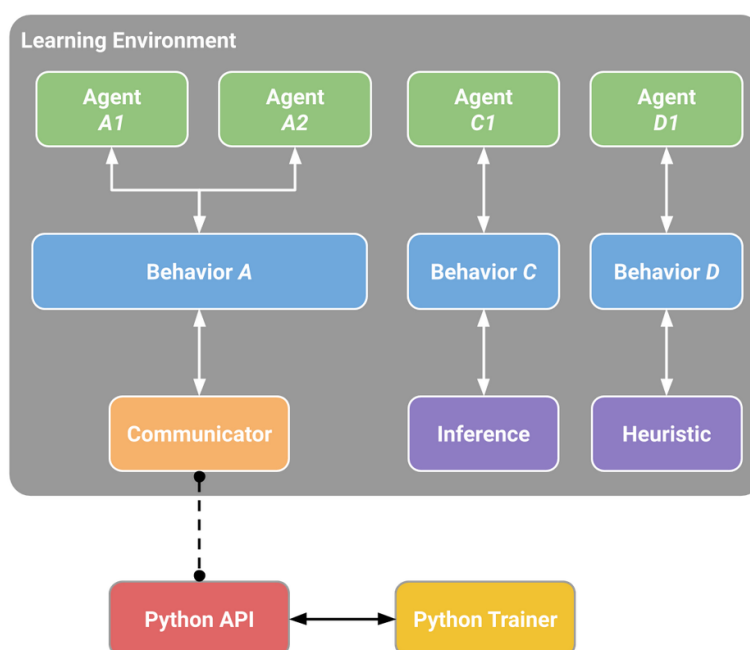 Learning Environment
Agent
A1
Agent
A2
Agent
C1
Agent
D1
Behavior A
Behavior C
Behavior D
Communicator
Inference
Heuristic
Python API
Python Trainer